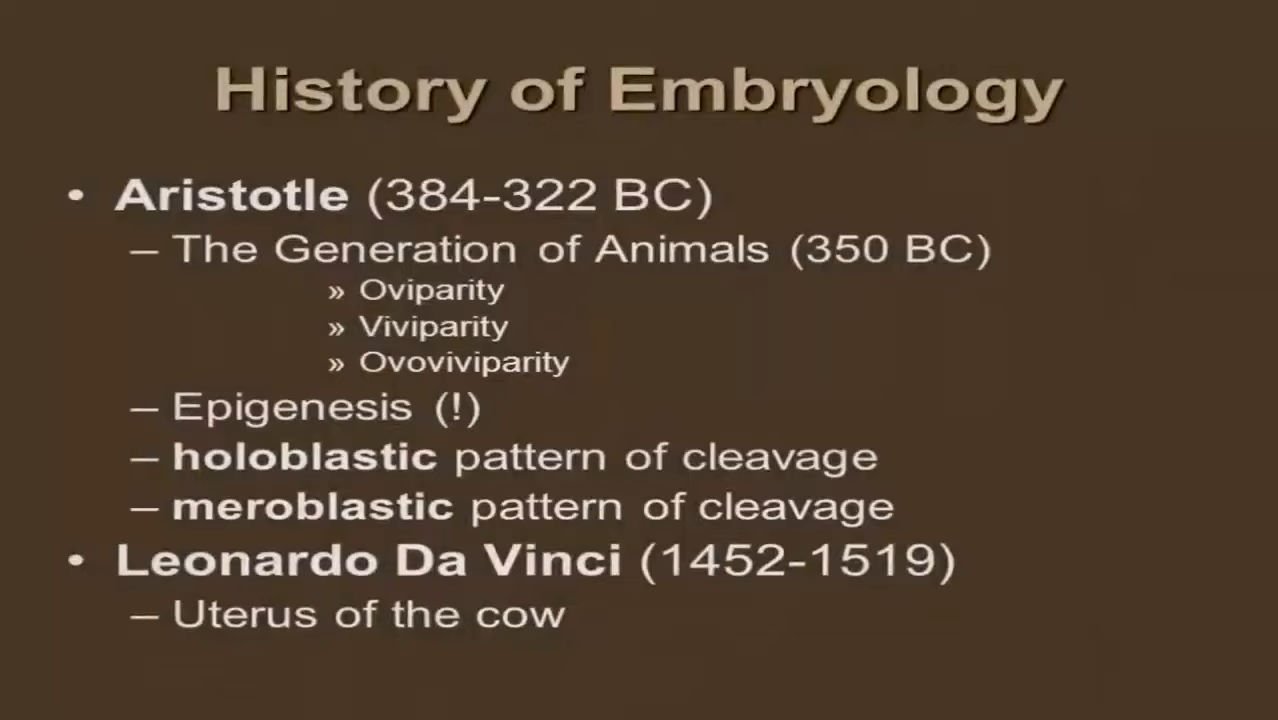 History of Embryology
• Aristotle (384-322 BC)
– The Generation of Animals (350 BC)
» Oviparity
» Viviparity
» Ovoviviparity
– Epigenesis (!)
– holoblastic pattern of cleavage
– meroblastic pattern of cleavage
• Leonardo Da Vinci (1452-1519)
– Uterus of the cow